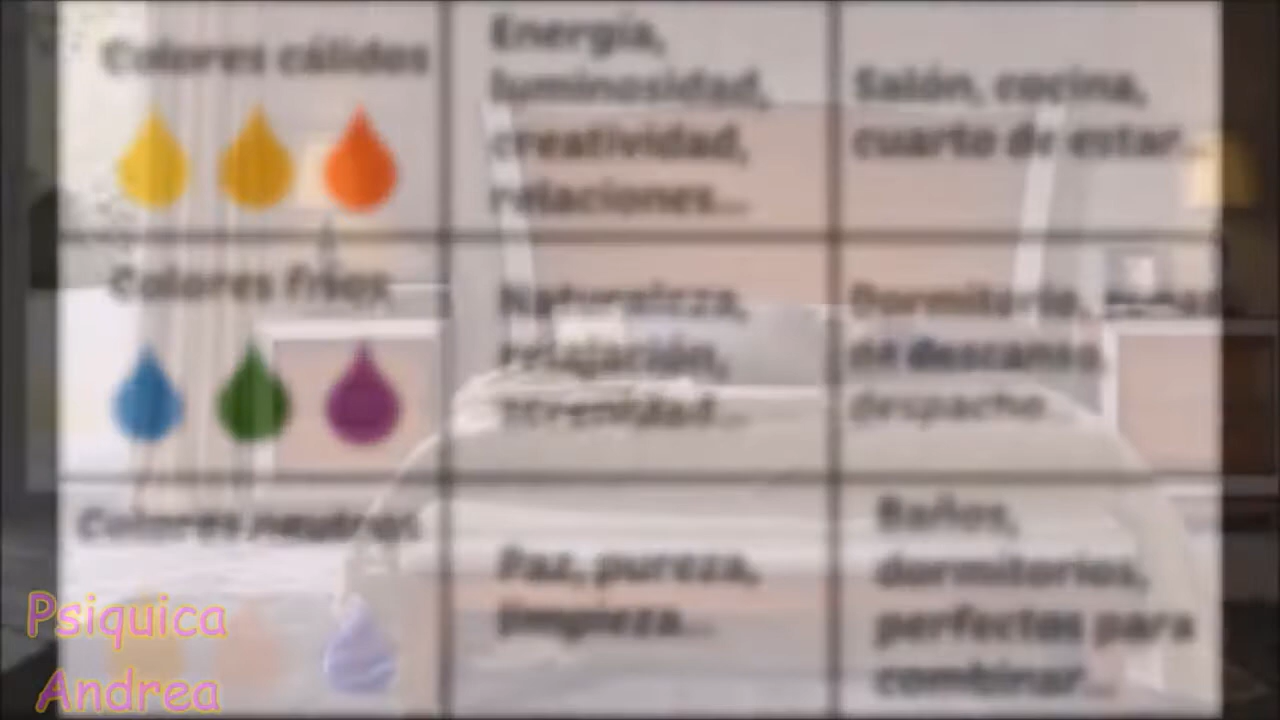 Colores cálidos
Energía,
luminosidad,
creatividad,
relaciones...
Salón, cocina,
cuarto de estar...
Colores fríos
Naturaleza,
relajación,
serenidad...
Dormitorio, zonas
de descanso,
despacho...
Colores neutros
Paz, pureza,
limpieza...
Baños,
dormitorios,
perfectos para
combinar...
Psiquica
Andrea